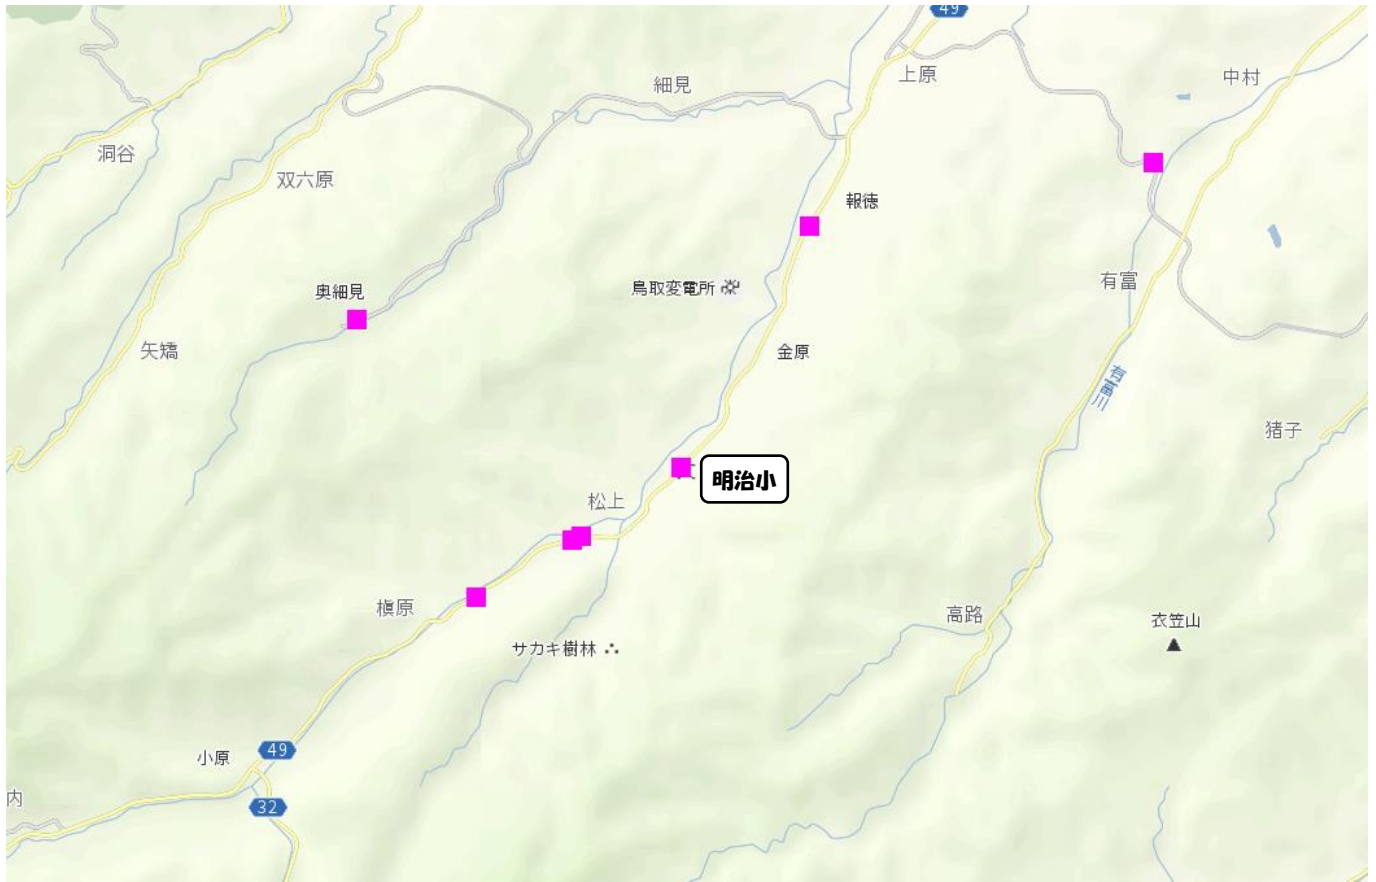 49
上原
中村
細見
洞谷
双六原
報徳
有富
奥細見
鳥取変電所
矢矯
金原
有富川
猪子
明治小
松上
槇原
高路
衣笠山
サカキ樹林
小原
49
内
32